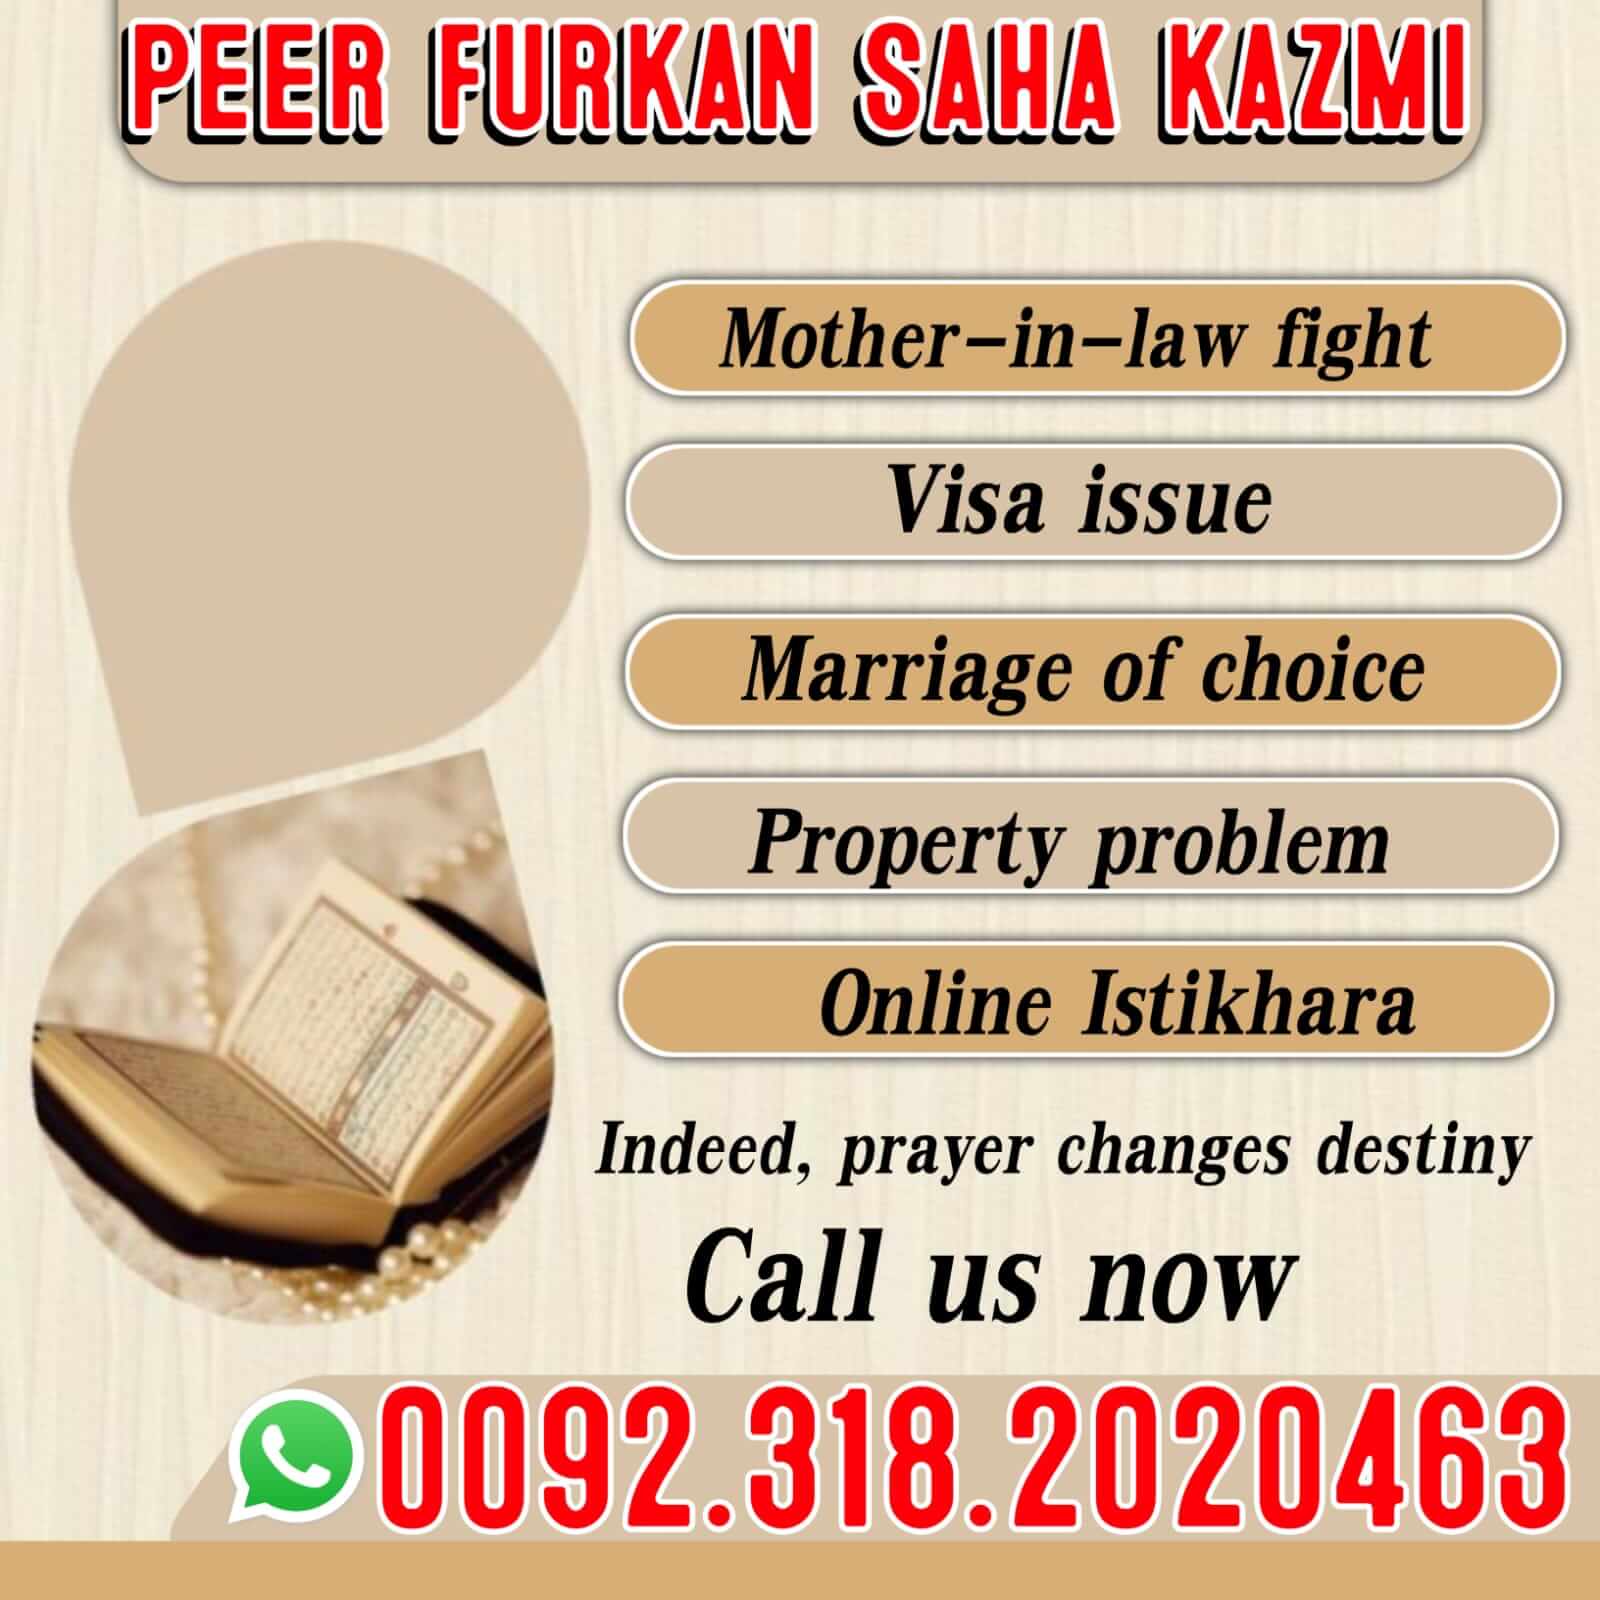 PEER FURKAN SAHA KAZMI
Mother-in-law fight
Visa issue
Marriage of choice
Property problem
Online Istikhara
Indeed, prayer changes destiny
Call us now
0092.318.2020463